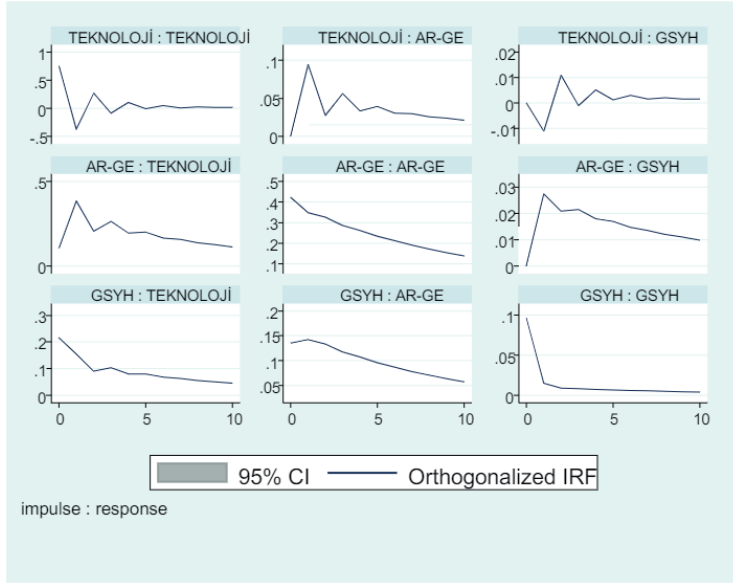 TEKNOLOJİ : TEKNOLOJİ
1
.5
0
-.5
TEKNOLOJİ : AR-GE
.1
.05
0
TEKNOLOJİ : GSYH
.02
.01
0
-.01
AR-GE : TEKNOLOJİ
.5
0
AR-GE : AR-GE
.5
.4
.3
.2
.1
AR-GE : GSYH
.03
.02
.01
0
GSYH : TEKNOLOJİ
.3
.2
.1
0
0 5 10
GSYH : AR-GE
.2
.15
.1
.05
0 5 10
GSYH : GSYH
.1
.05
0
0 5 10
95% CI
Orthogonalized IRF
impulse : response